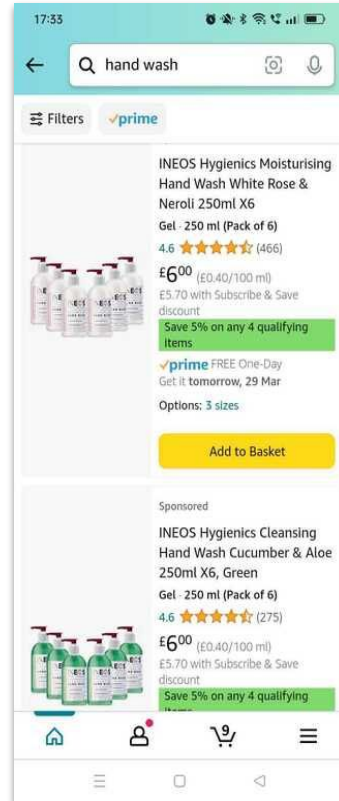 17:33
hand wash
Filters
prime
INEOS Hygienics Moisturising
Hand Wash White Rose &
Neroli 250ml X6
Gel · 250 ml (Pack of 6)
4.6 (466)
£600 (£0.40/100 ml)
£5.70 with Subscribe & Save
discount
Save 5% on any 4 qualifying
items
prime FREE One-Day
Get it tomorrow, 29 Mar
Options: 3 sizes
Add to Basket
Sponsored
INEOS Hygienics Cleansing
Hand Wash Cucumber & Aloe
250ml X6, Green
Gel · 250 ml (Pack of 6)
4.6 (275)
£600 (£0.40/100 ml)
£5.70 with Subscribe & Save
discount
Save 5% on any 4 qualifying
9